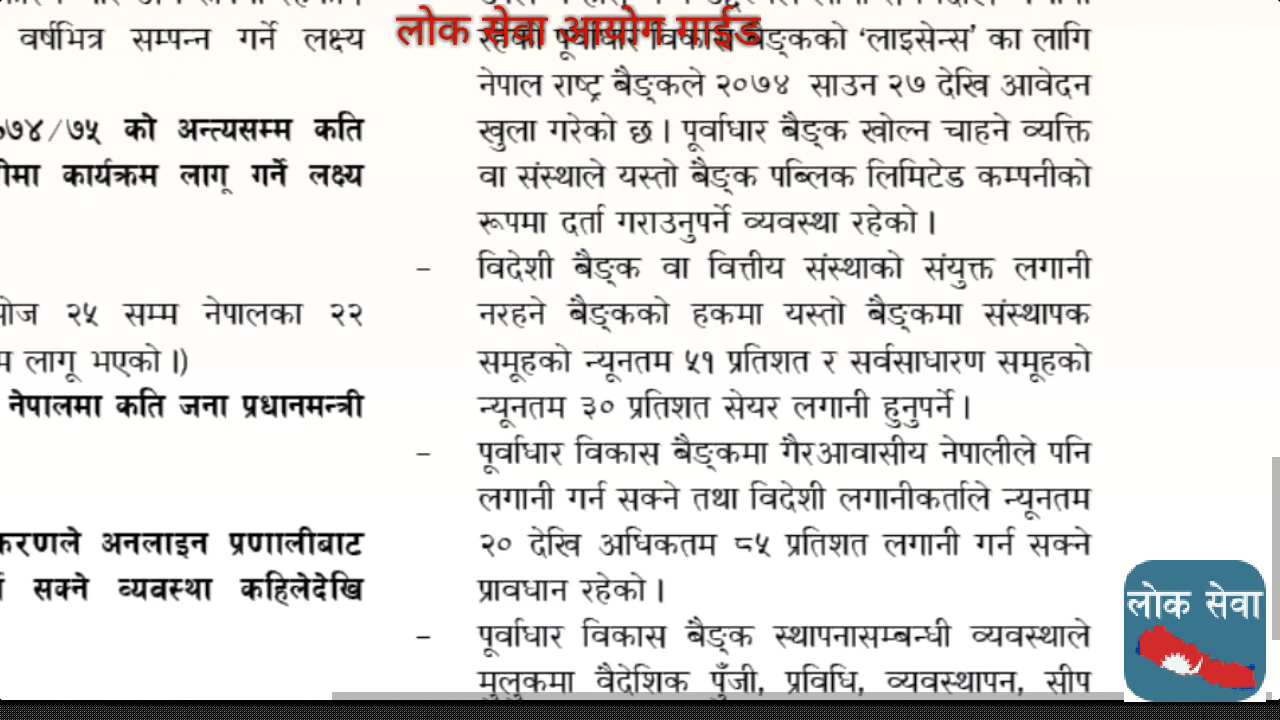 लोक सेवा आयोग गाईड
वर्षभित्र सम्पन्न गर्ने लक्ष्य
७४/७५ को अन्त्यसम्म कति
कार्यक्रम लागू गर्ने लक्ष्य
२५ सम्म नेपालका २२
लागू भएको।)
नेपालमा कति जना प्रधानमन्त्री
अनलाइन प्रणालीबाट
सक्ने व्यवस्था कहिलेदेखि
रहेको पूर्वाधार विकास बैङ्कको ‘लाइसेन्स’ का लागि
नेपाल राष्ट्र बैङ्कले २०७४ साउन २७ देखि आवेदन
खुला गरेको छ। पूर्वाधार बैङ्क खोल्न चाहने व्यक्ति
वा संस्थाले यस्तो बैङ्क पब्लिक लिमिटेड कम्पनीको
रूपमा दर्ता गराउनुपर्ने व्यवस्था रहेको।
– विदेशी बैङ्क वा वित्तीय संस्थाको संयुक्त लगानी
नरहने बैङ्कको हकमा यस्तो बैङ्कमा संस्थापक
समूहको न्यूनतम ५१ प्रतिशत र सर्वसाधारण समूहको
न्यूनतम ३० प्रतिशत सेयर लगानी हुनुपर्ने।
– पूर्वाधार विकास बैङ्कमा गैरआवासीय नेपालीले पनि
लगानी गर्न सक्ने तथा विदेशी लगानीकर्ताले न्यूनतम
२० देखि अधिकतम ८५ प्रतिशत लगानी गर्न सक्ने
प्रावधान रहेको।
– पूर्वाधार विकास बैङ्क स्थापनासम्बन्धी व्यवस्थाले
मुलुकमा वैदेशिक पुँजी, प्रविधि, व्यवस्थापन, सीप
लोक सेवा